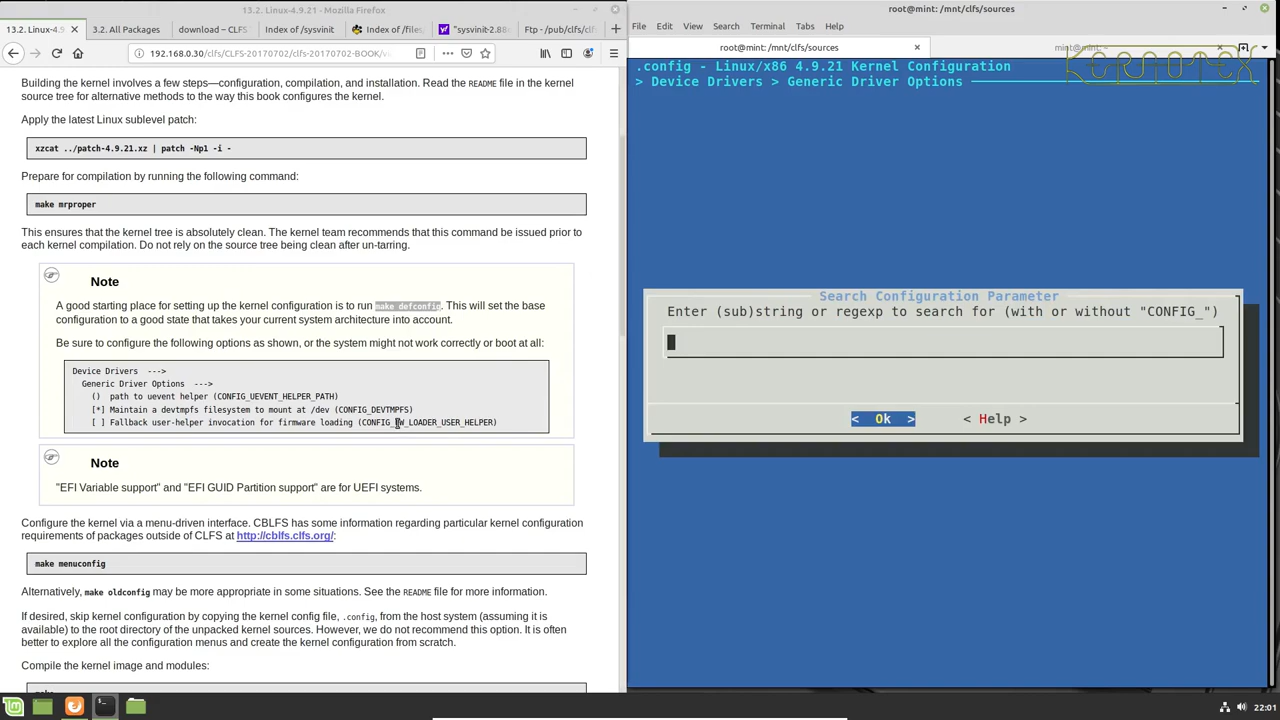 13.2. Linux-4.9.21 - Mozilla Firefox
13.2. Linux-4.9.21
3.2. All Packages
download – CLFS
Index of /sysvinit
Index of /files
"sysvinit-2.88
Ftp - /pub/clfs/
192.168.0.30/clfs/CLFS-20170702/clfs-20170702-BOOK/
Building the kernel involves a few steps—configuration, compilation, and installation. Read the README file in the kernel
source tree for alternative methods to the way this book configures the kernel.
Apply the latest Linux sublevel patch:
xzcat ../patch-4.9.21.xz | patch -Np1 -i -
Prepare for compilation by running the following command:
make mrproper
This ensures that the kernel tree is absolutely clean. The kernel team recommends that this command be issued prior to
each kernel compilation. Do not rely on the source tree being clean after un-tarring.
Note
A good starting place for setting up the kernel configuration is to run make defconfig. This will set the base
configuration to a good state that takes your current system architecture into account.
Be sure to configure the following options as shown, or the system might not work correctly or boot at all:
Device Drivers --->
Generic Driver Options --->
() path to uevent helper (CONFIG_UEVENT_HELPER_PATH)
[*] Maintain a devtmpfs filesystem to mount at /dev (CONFIG_DEVTMPFS)
[ ] Fallback user-helper invocation for firmware loading (CONFIG_FW_LOADER_USER_HELPER)
Note
"EFI Variable support" and "EFI GUID Partition support" are for UEFI systems.
Configure the kernel via a menu-driven interface. CBLFS has some information regarding particular kernel configuration
requirements of packages outside of CLFS at http://cblfs.clfs.org/:
make menuconfig
Alternatively, make oldconfig may be more appropriate in some situations. See the README file for more information.
If desired, skip kernel configuration by copying the kernel config file, .config, from the host system (assuming it is
available) to the root directory of the unpacked kernel sources. However, we do not recommend this option. It is often
better to explore all the configuration menus and create the kernel configuration from scratch.
Compile the kernel image and modules:
root@mint: /mnt/clfs/sources
File Edit View Search Terminal Tabs Help
root@mint: /mnt/clfs/sources
mint@mint: ~
KERNOTEX
.config - Linux/x86 4.9.21 Kernel Configuration
> Device Drivers > Generic Driver Options
Search Configuration Parameter
Enter (sub)string or regexp to search for (with or without "CONFIG_")
< Ok >
< Help >
22:01